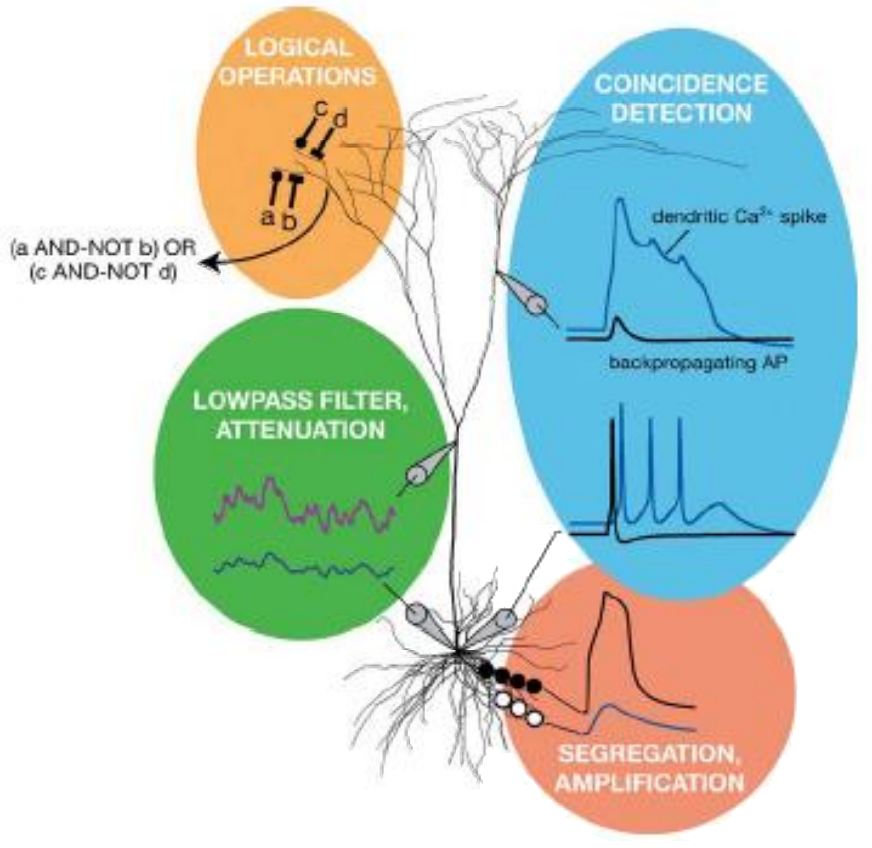 LOGICAL
OPERATIONS
c d
a b
(a AND-NOT b) OR
(c AND-NOT d)
COINCIDENCE
DETECTION
dendritic Ca²⁺ spike
backpropagating AP
LOWPASS FILTER,
ATTENUATION
SEGREGATION,
AMPLIFICATION